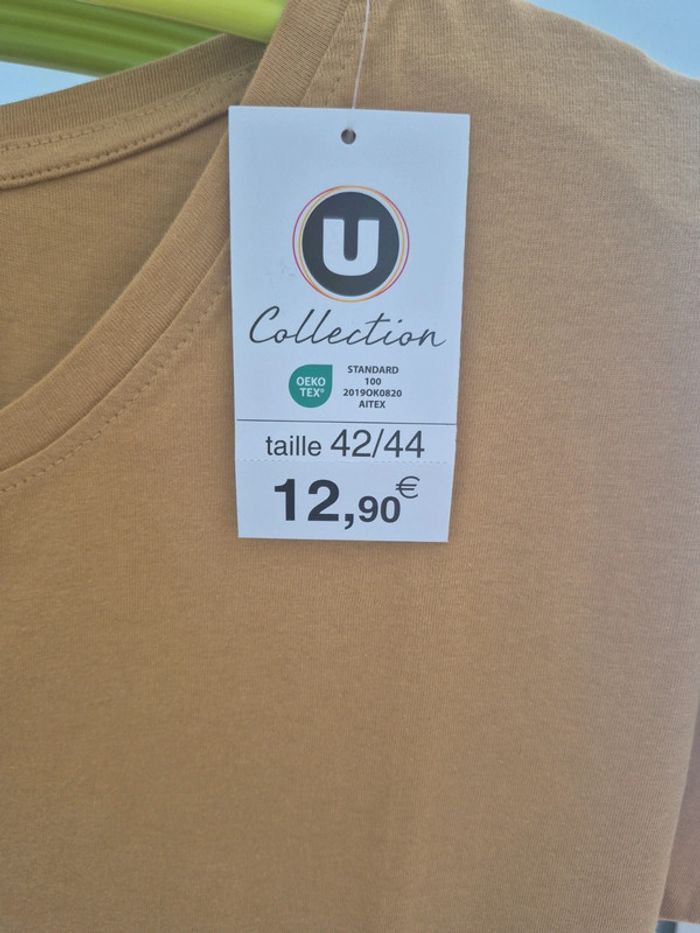 U
Collection
OEKO
TEX®
STANDARD
100
2019OK0820
AITEX
taille 42/44
12,90€